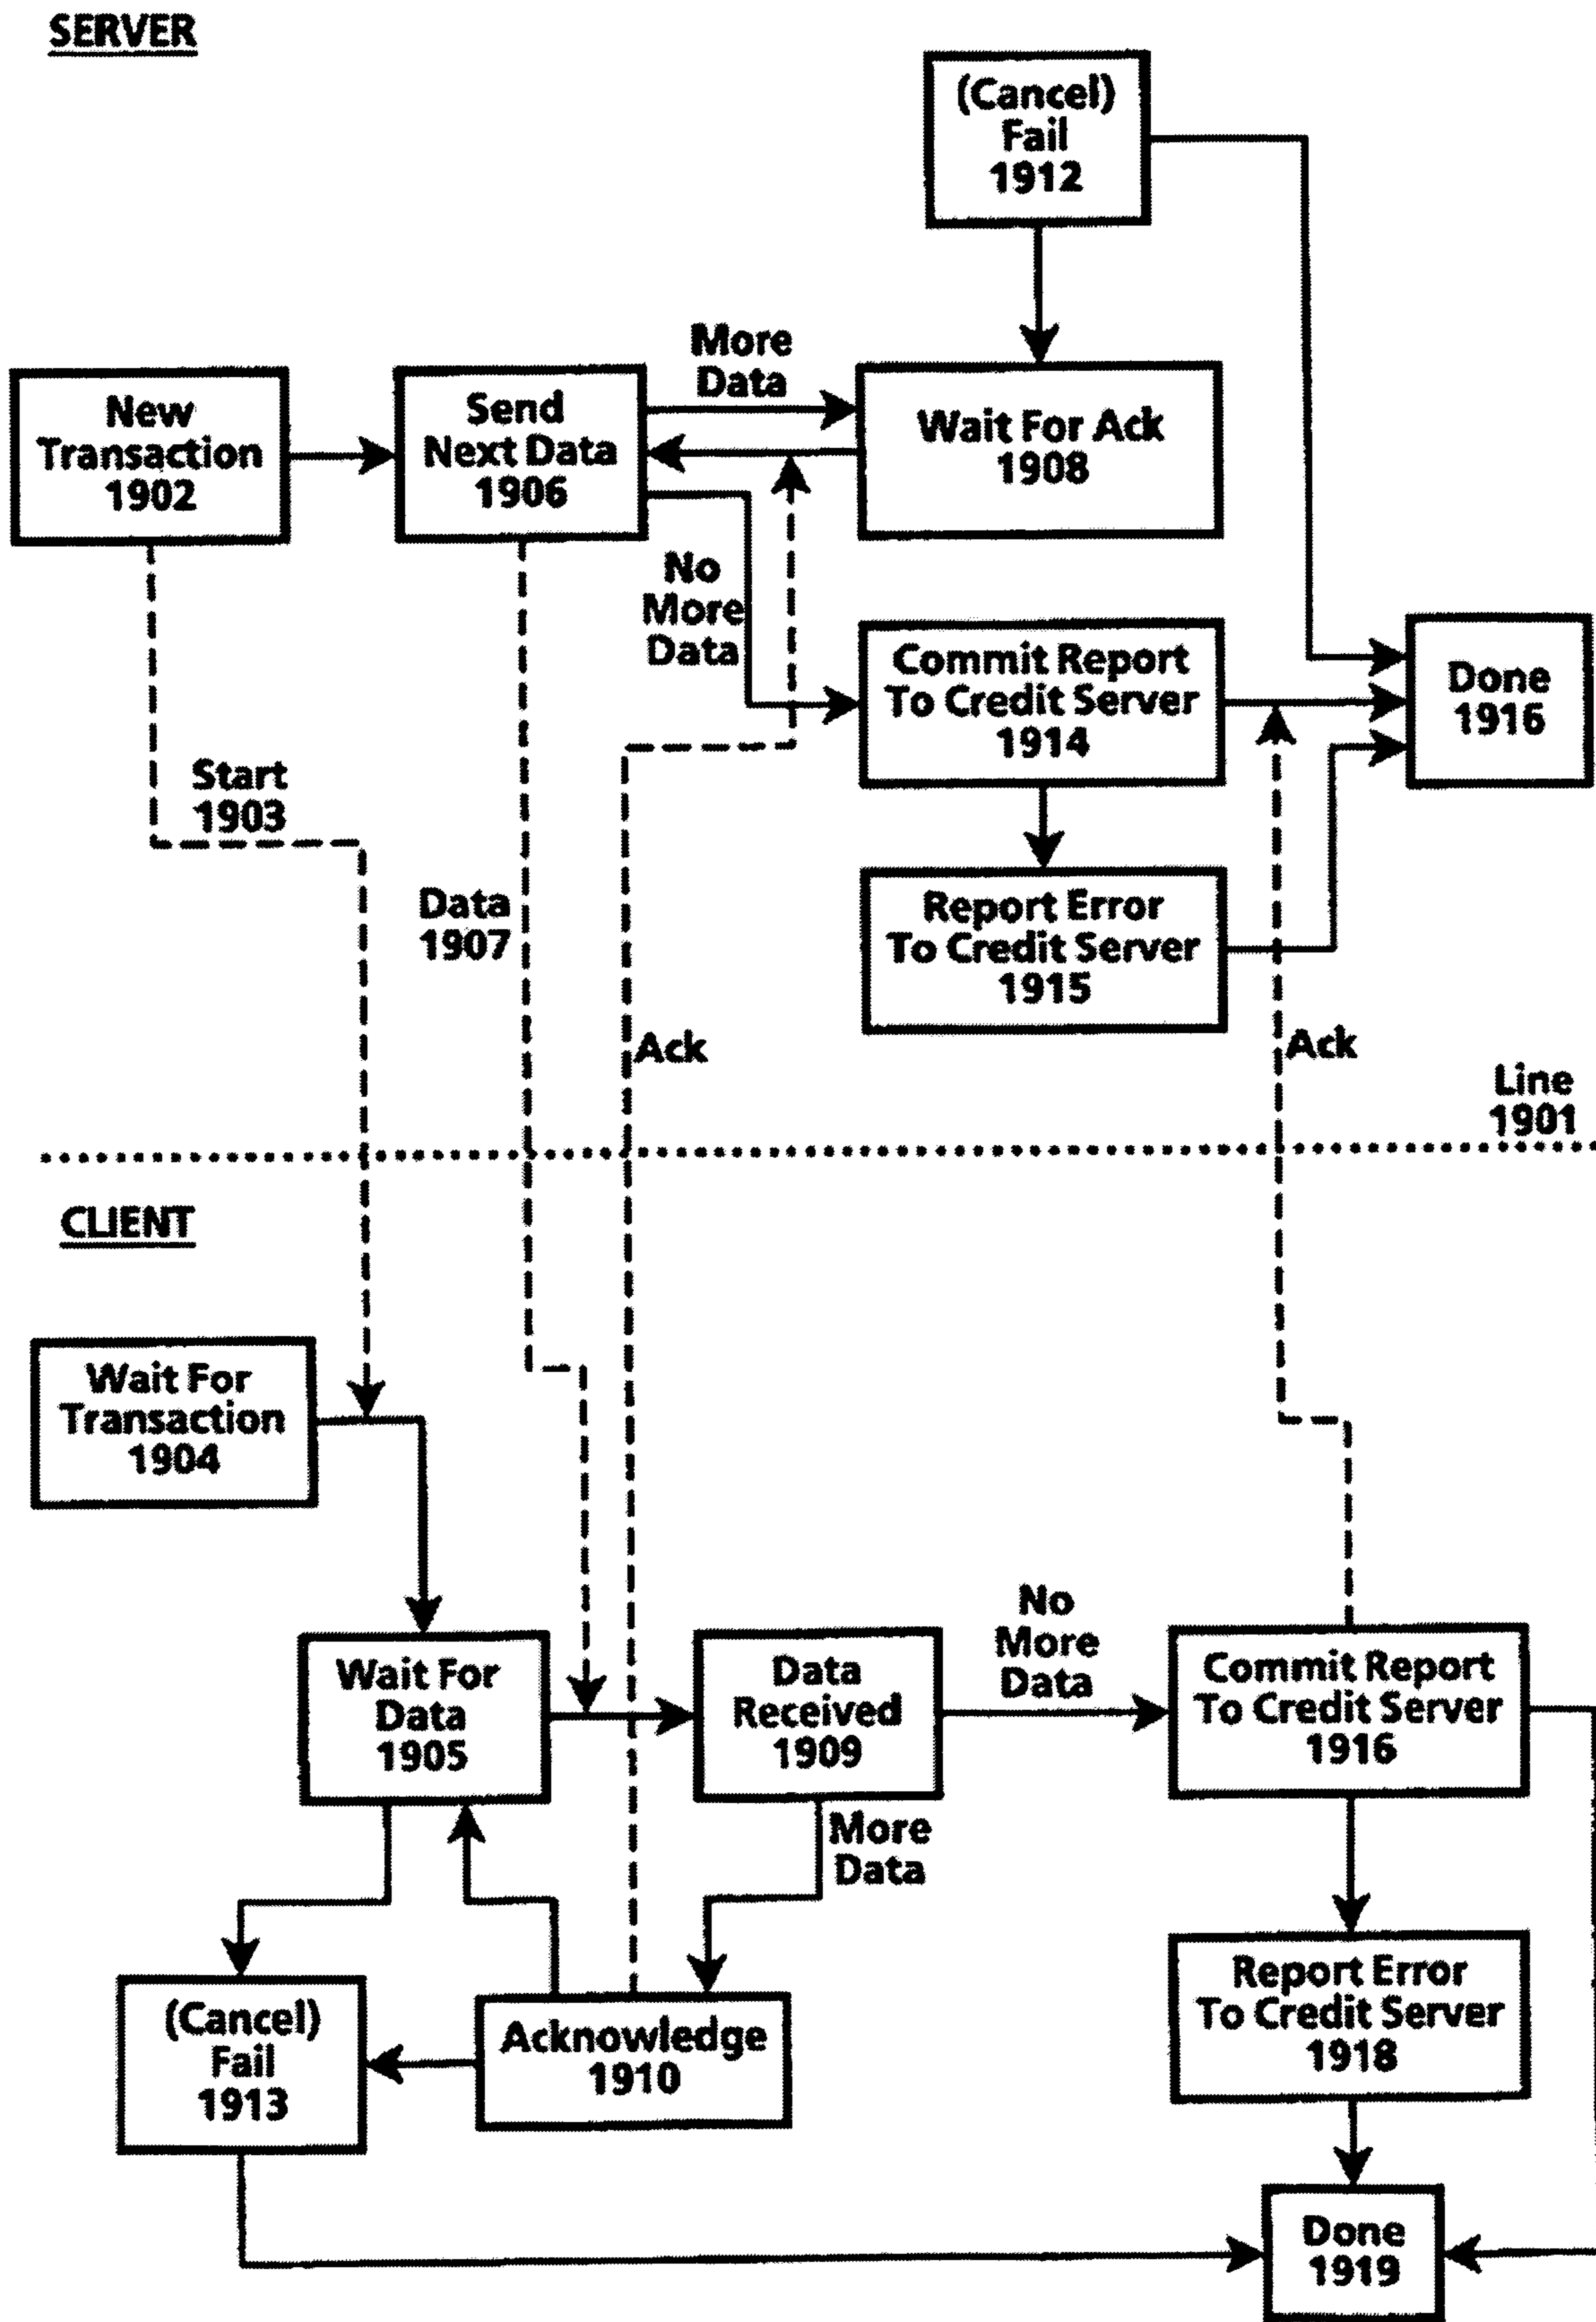 SERVER
(Cancel)
Fail
1912
More
Data
New
Transaction
1902
Send
Next Data
1906
Wait For Ack
1908
No
More
Data
Commit Report
To Credit Server
1914
Done
1916
Start
1903
Data
1907
Report Error
To Credit Server
1915
Ack
Ack
Line
1901
CLIENT
Wait For
Transaction
1904
No
More
Data
Wait For
Data
1905
Data
Received
1909
Commit Report
To Credit Server
1916
More
Data
(Cancel)
Fail
1913
Acknowledge
1910
Report Error
To Credit Server
1918
Done
1919